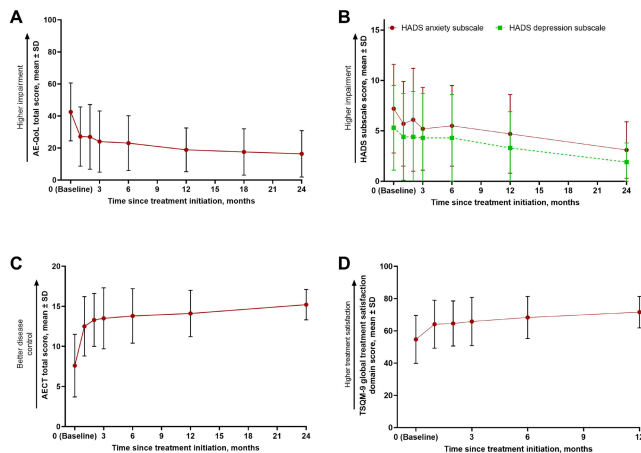 A
Higher impairment
AE-QoL total score, mean ± SD
100
80
60
40
20
0
0 (Baseline) 3 6 9 12 15 18 21 24
Time since treatment initiation, months
B
HADS anxiety subscale
HADS depression subscale
Higher impairment
HADS subscale score, mean ± SD
15
10
5
0
0 (Baseline) 3 6 9 12 15 18 21 24
Time since treatment initiation, months
C
Better disease
control
AECT total score, mean ± SD
20
15
10
5
0
0 (Baseline) 3 6 9 12 15 18 21 24
Time since treatment initiation, months
D
Higher treatment satisfaction
TSQM-9 global treatment satisfaction
domain score, mean ± SD
100
80
60
40
20
0
0 (Baseline) 3 6 9 12
Time since treatment initiation, months